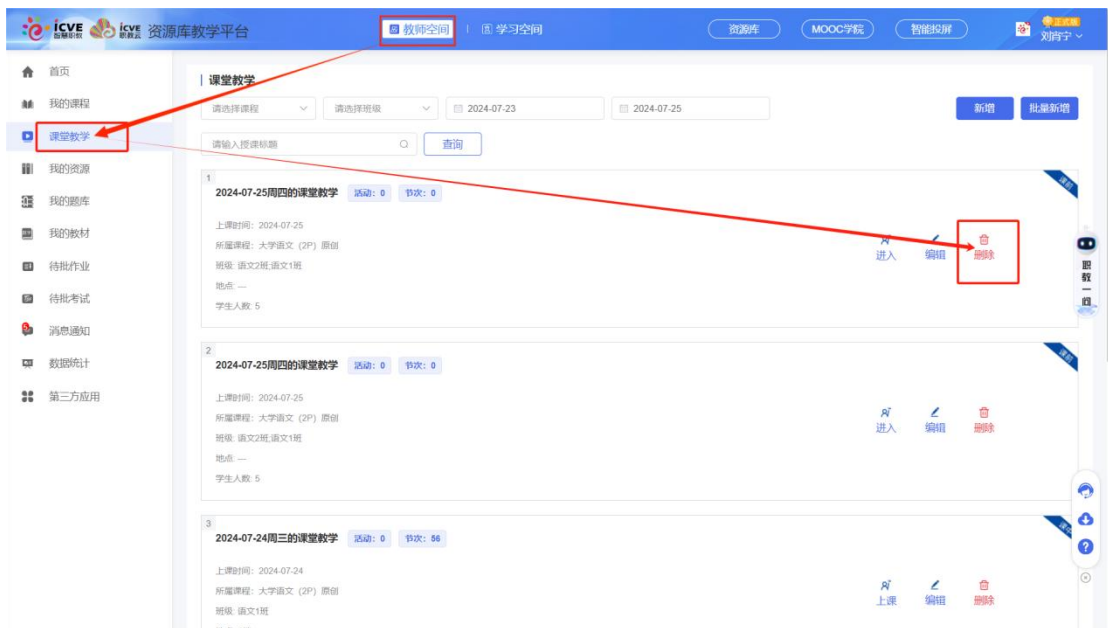 icve 智慧职教 icve 职教云 资源库教学平台 教师空间 学习空间 资源库 MOOC学院 智能投屏 正式版 刘肖宁
首页
我的课程
课堂教学
我的资源
我的题库
我的教材
待批作业
待批考试
消息通知
数据统计
第三方应用
课堂教学
请选择课程 请选择班级 2024-07-23 2024-07-25 新增 批量新增
请输入授课标题 查询
1 课前
2024-07-25周四的课堂教学 活动: 0 节次: 0
上课时间: 2024-07-25
所属课程: 大学语文 (2P) 原创
班级: 语文2班;语文1班
地点: —
学生人数: 5
进入 编辑 删除
2 课前
2024-07-25周四的课堂教学 活动: 0 节次: 0
上课时间: 2024-07-25
所属课程: 大学语文 (2P) 原创
班级: 语文2班;语文1班
地点: —
学生人数: 5
进入 编辑 删除
3 课中
2024-07-24周三的课堂教学 活动: 0 节次: 56
上课时间: 2024-07-24
所属课程: 大学语文 (2P) 原创
班级: 语文1班
上课 编辑 删除
职教一问